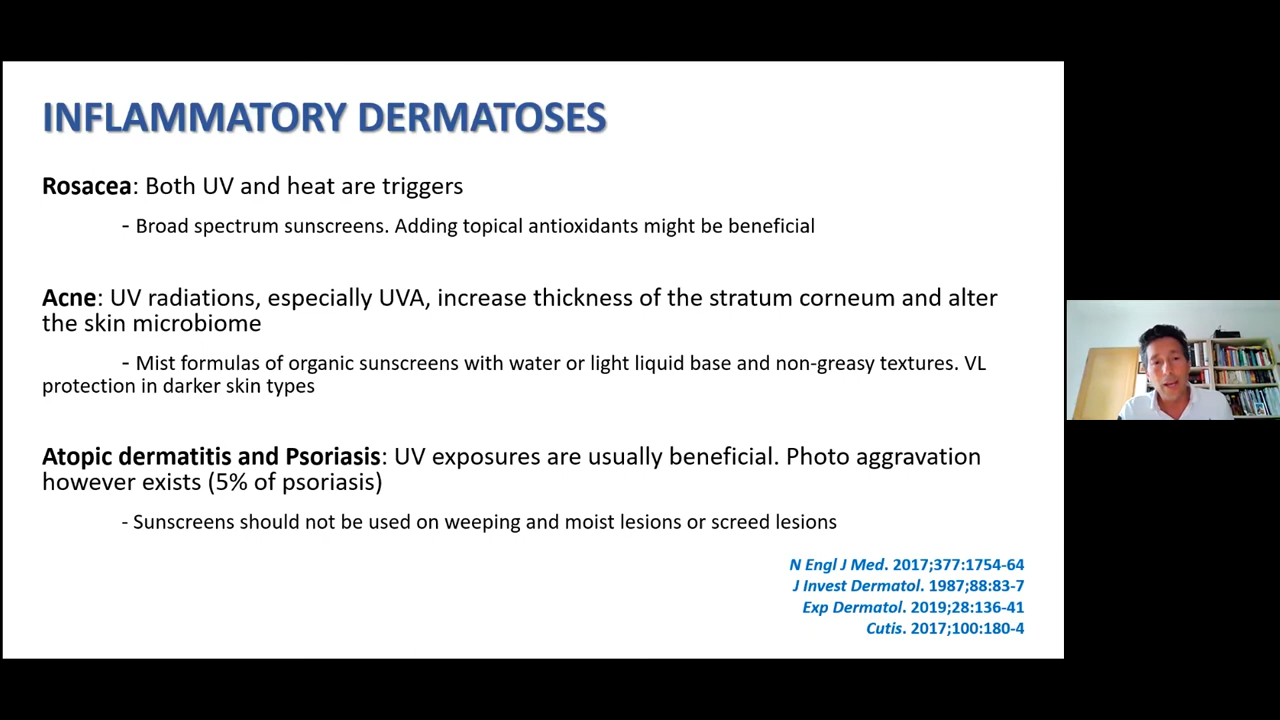 INFLAMMATORY DERMATOSES
Rosacea: Both UV and heat are triggers
- Broad spectrum sunscreens. Adding topical antioxidants might be beneficial
Acne: UV radiations, especially UVA, increase thickness of the stratum corneum and alter
the skin microbiome
- Mist formulas of organic sunscreens with water or light liquid base and non-greasy textures. VL
protection in darker skin types
Atopic dermatitis and Psoriasis: UV exposures are usually beneficial. Photo aggravation
however exists (5% of psoriasis)
- Sunscreens should not be used on weeping and moist lesions or screed lesions
N Engl J Med. 2017;377:1754-64
J Invest Dermatol. 1987;88:83-7
Exp Dermatol. 2019;28:136-41
Cutis. 2017;100:180-4